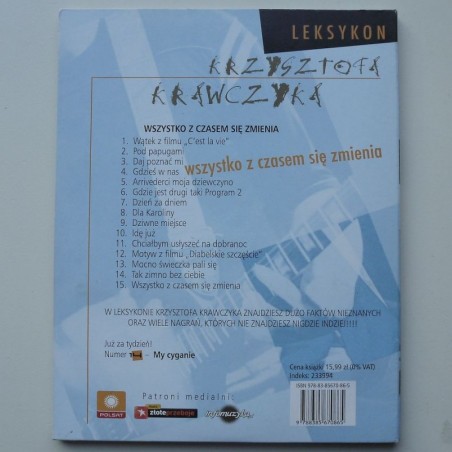 LEKSYKON
KRZYSZTOFA
KRAWCZYKA
WSZYSTKO Z CZASEM SIĘ ZMIENIA
1. Wątek z filmu „C'est la vie"
2. Pod papugami
3. Daj poznać mi
4. Gdzieś w nas
wszystko z czasem się zmienia
5. Arrivederci moja dziewczyno
6. Gdzie jest drugi taki Program 2
7. Dzień za dniem
8. Dla Karoliny
9. Dziwne miejsce
10. Idę już
11. Chciałbym usłyszeć na dobranoc
12. Motyw z filmu „Diabelskie szczęście"
13. Mocno świeczka pali się
14. Tak zimno bez ciebie
15. Wszystko z czasem się zmienia
W LEKSYKONIE KRZYSZTOFA KRAWCZYKA ZNAJDZIESZ DUŻO FAKTÓW NIEZNANYCH
ORAZ WIELE NAGRAŃ, KTÓRYCH NIE ZNAJDZIESZ NIGDZIE INDZIEJ!!!!
Już za tydzień!
Numer – My cyganie
Cena książki 15,99 zł (0% VAT)
Indeks: 233994
Patroni medialni:
POLSAT
złoteprzeboje
infomuzyka